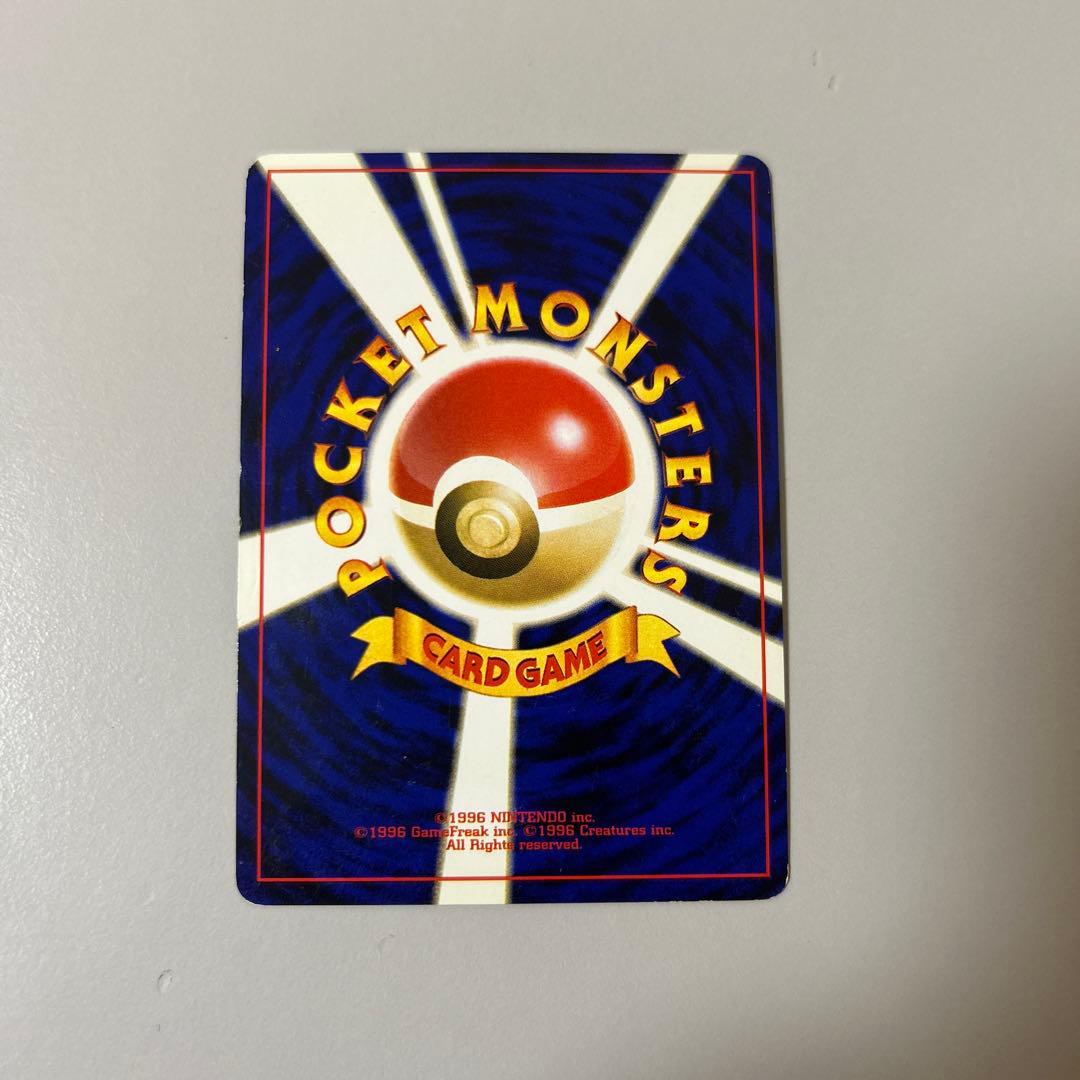 POCKET MONSTERS
CARD GAME
©1996 NINTENDO inc.
©1996 GameFreak inc. ©1996 Creatures inc.
All Rights reserved.